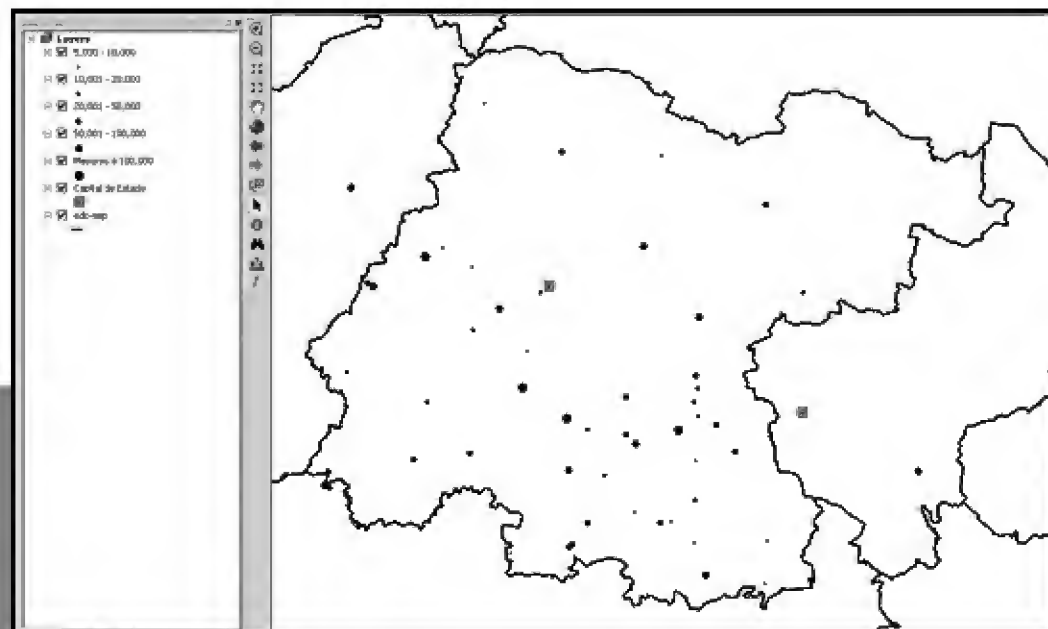 Layers
5,000 - 10,000
10,001 - 20,000
20,001 - 50,000
50,001 - 100,000
Mayores a 100,000
Capital de Estado
edo-map